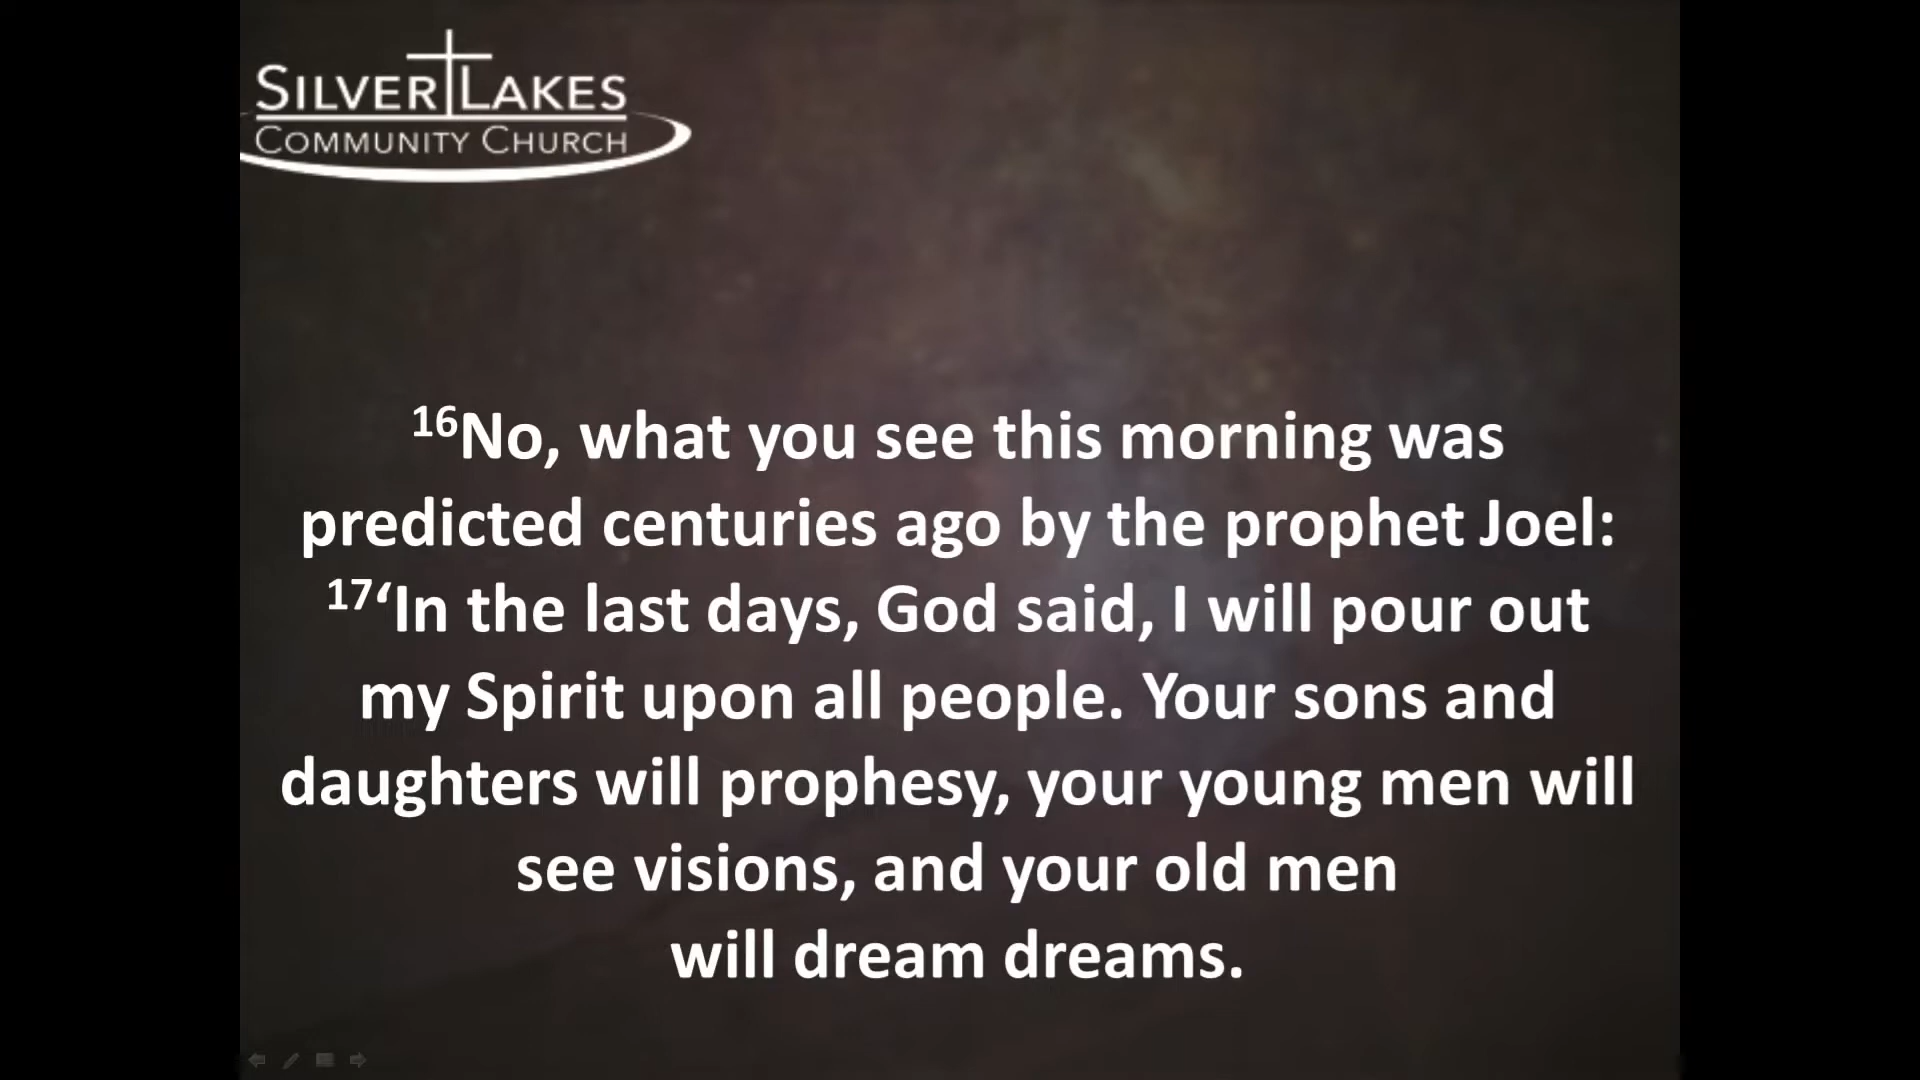 SILVER LAKES
COMMUNITY CHURCH
16No, what you see this morning was
predicted centuries ago by the prophet Joel:
17‘In the last days, God said, I will pour out
my Spirit upon all people. Your sons and
daughters will prophesy, your young men will
see visions, and your old men
will dream dreams.